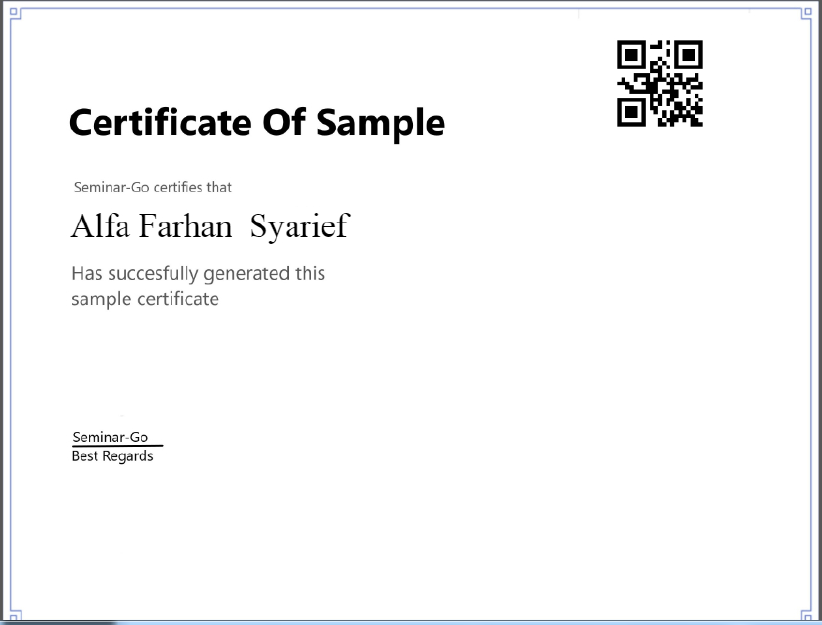 Certificate Of Sample
Seminar-Go certifies that
Alfa Farhan  Syarief
Has succesfully generated this
sample certificate
Seminar-Go
Best Regards